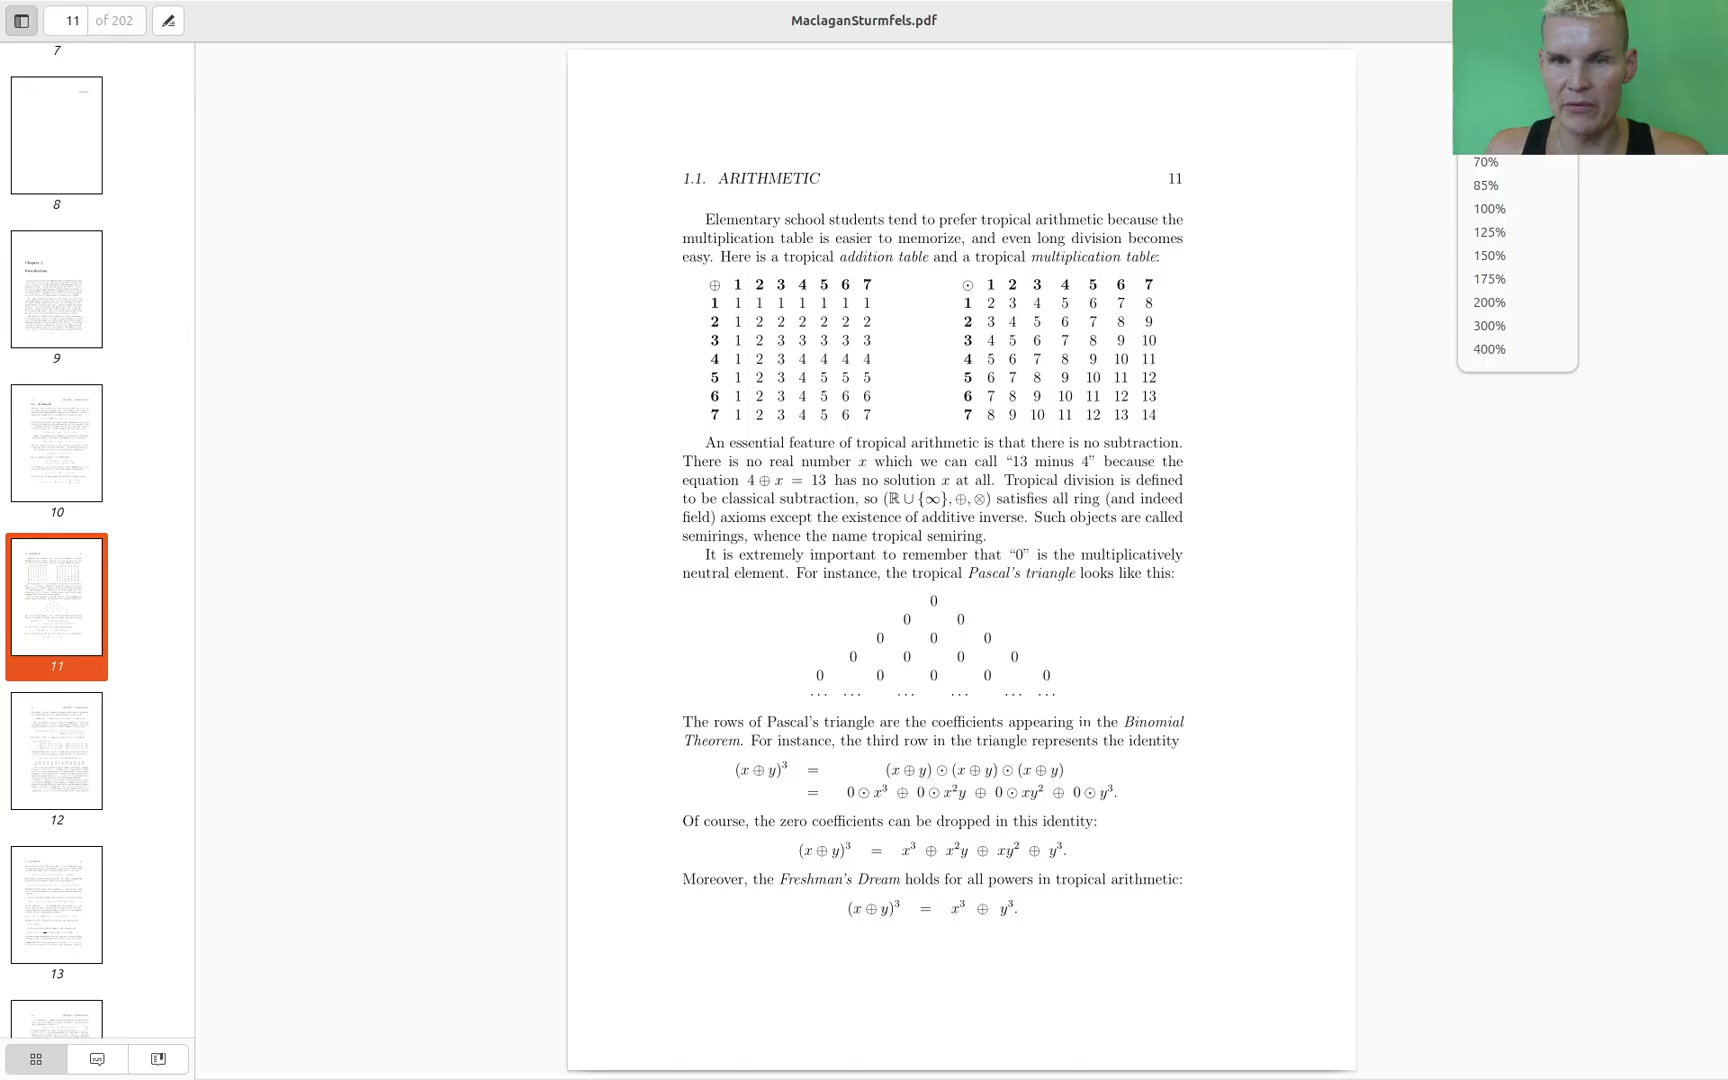 11 of 202
MaclaganSturmfels.pdf
7
8
9
10
11
12
13
70%
85%
100%
125%
150%
175%
200%
300%
400%
1.1. ARITHMETIC 11
Elementary school students tend to prefer tropical arithmetic because the
multiplication table is easier to memorize, and even long division becomes
easy. Here is a tropical addition table and a tropical multiplication table:
⊕ 1 2 3 4 5 6 7
1 1 1 1 1 1 1 1
2 1 2 2 2 2 2 2
3 1 2 3 3 3 3 3
4 1 2 3 4 4 4 4
5 1 2 3 4 5 5 5
6 1 2 3 4 5 6 6
7 1 2 3 4 5 6 7
⊙ 1 2 3 4 5 6 7
1 2 3 4 5 6 7 8
2 3 4 5 6 7 8 9
3 4 5 6 7 8 9 10
4 5 6 7 8 9 10 11
5 6 7 8 9 10 11 12
6 7 8 9 10 11 12 13
7 8 9 10 11 12 13 14
An essential feature of tropical arithmetic is that there is no subtraction.
There is no real number x which we can call “13 minus 4” because the
equation 4 ⊕ x = 13 has no solution x at all. Tropical division is defined
to be classical subtraction, so (ℝ ∪ {∞}, ⊕, ⊗) satisfies all ring (and indeed
field) axioms except the existence of additive inverse. Such objects are called
semirings, whence the name tropical semiring.
It is extremely important to remember that “0” is the multiplicatively
neutral element. For instance, the tropical Pascal’s triangle looks like this:
0
0 0
0 0 0
0 0 0 0
0 0 0 0 0
··· ··· ··· ··· ··· ···
The rows of Pascal’s triangle are the coefficients appearing in the Binomial
Theorem. For instance, the third row in the triangle represents the identity
(x ⊕ y)³ = (x ⊕ y) ⊙ (x ⊕ y) ⊙ (x ⊕ y)
= 0 ⊙ x³ ⊕ 0 ⊙ x²y ⊕ 0 ⊙ xy² ⊕ 0 ⊙ y³.
Of course, the zero coefficients can be dropped in this identity:
(x ⊕ y)³ = x³ ⊕ x²y ⊕ xy² ⊕ y³.
Moreover, the Freshman’s Dream holds for all powers in tropical arithmetic:
(x ⊕ y)³ = x³ ⊕ y³.